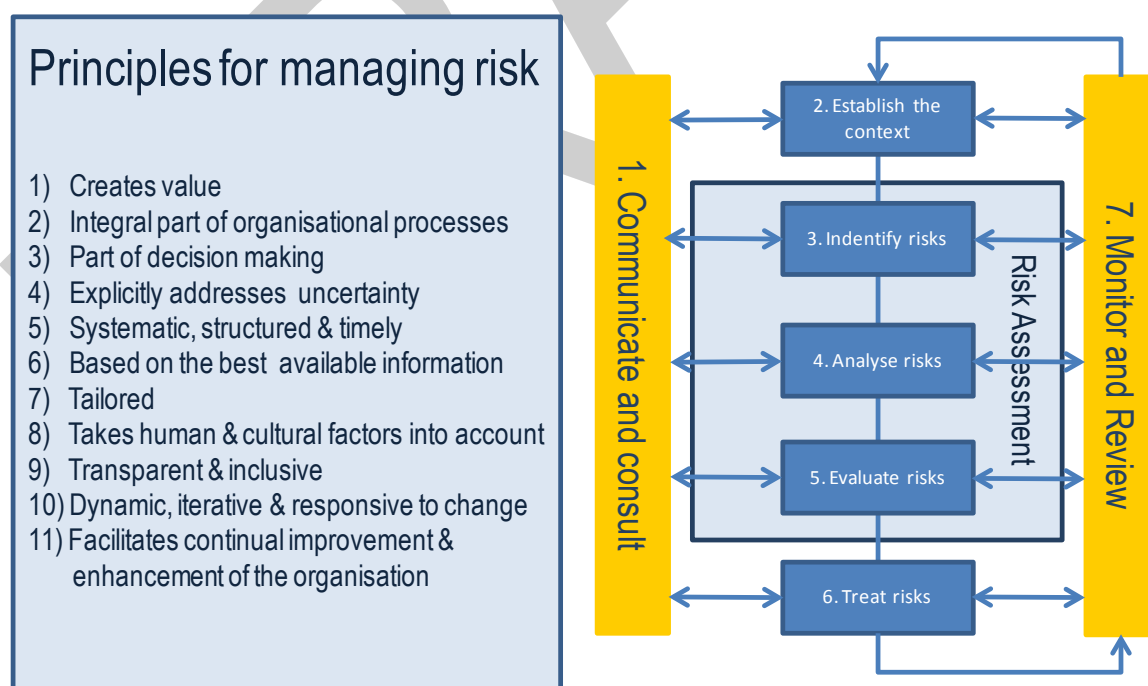 Principles for managing risk
1) Creates value
2) Integral part of organisational processes
3) Part of decision making
4) Explicitly addresses uncertainty
5) Systematic, structured & timely
6) Based on the best available information
7) Tailored
8) Takes human & cultural factors into account
9) Transparent & inclusive
10) Dynamic, iterative & responsive to change
11) Facilitates continual improvement &
enhancement of the organisation
1. Communicate and consult
2. Establish the
context
3. Indentify risks
4. Analyse risks
5. Evaluate risks
Risk Assessment
6. Treat risks
7. Monitor and Review